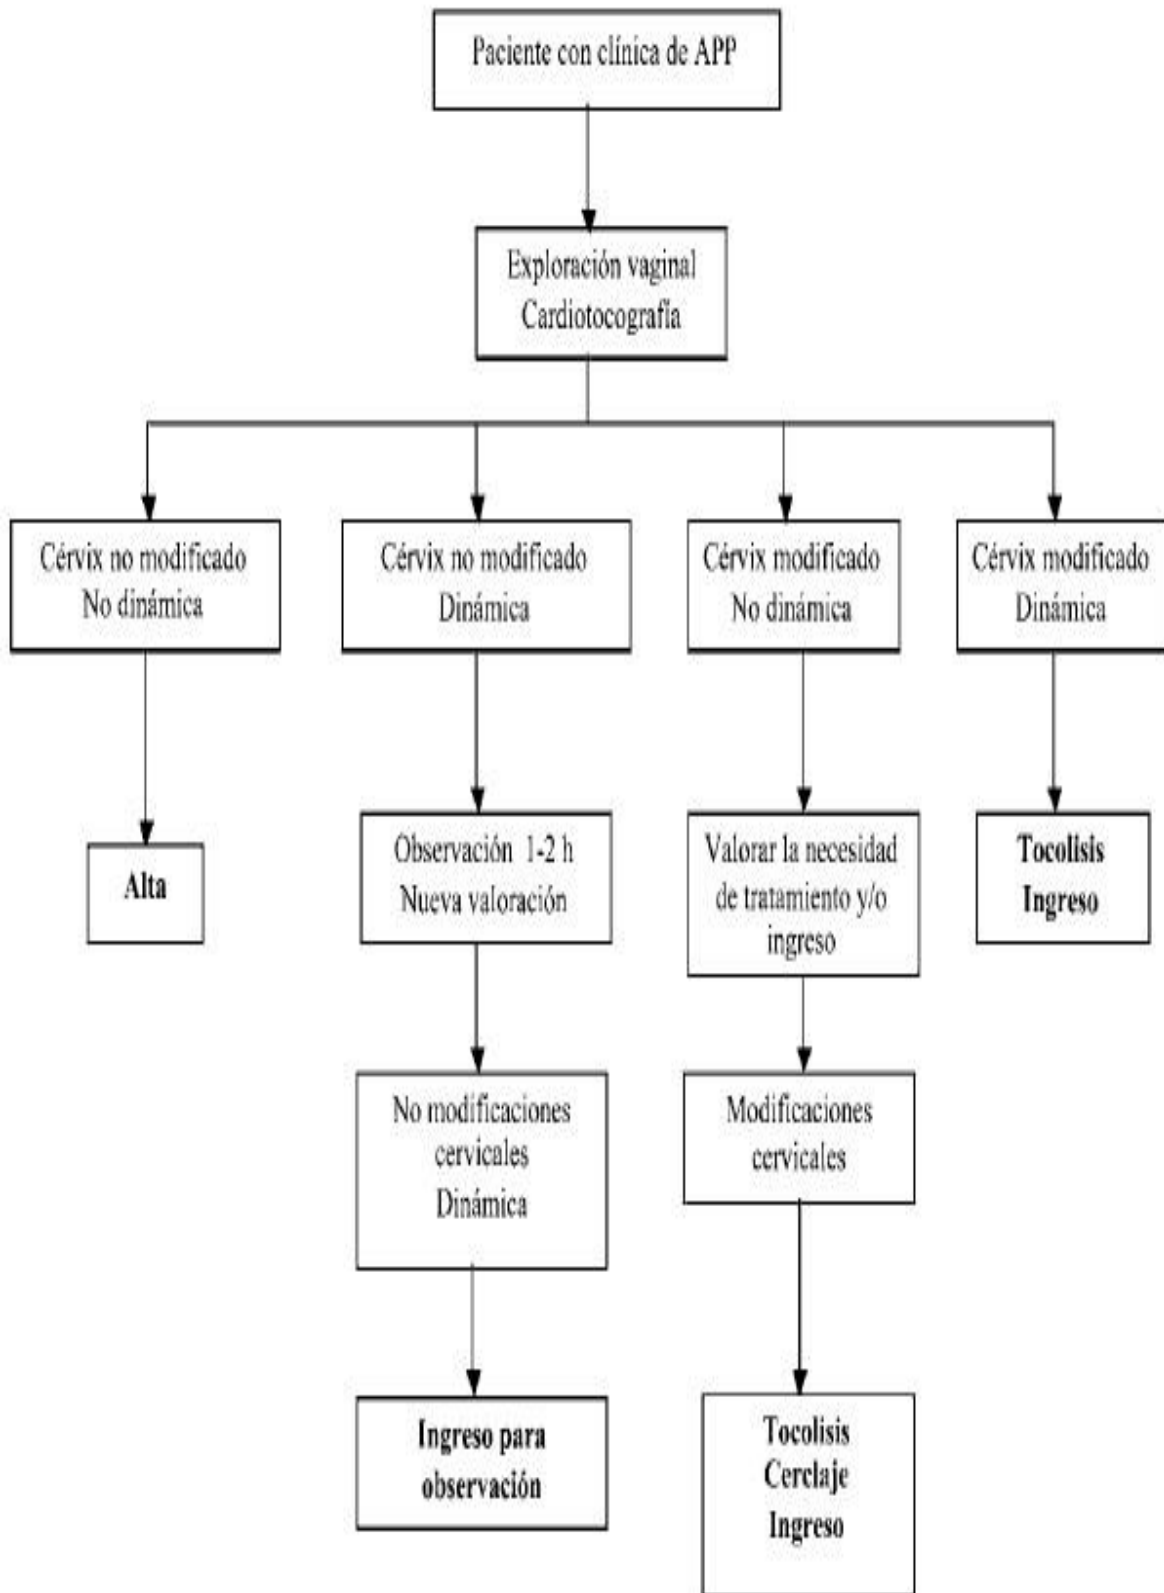 Paciente con clínica de APP
Exploración vaginal
Cardiotocografía
Cérvix no modificado
No dinámica
Cérvix no modificado
Dinámica
Cérvix modificado
No dinámica
Cérvix modificado
Dinámica
Alta
Observación 1-2 h
Nueva valoración
Valorar la necesidad
de tratamiento y/o
ingreso
Tocolisis
Ingreso
No modificaciones
cervicales
Dinámica
Modificaciones
cervicales
Ingreso para
observación
Tocolisis
Cerclaje
Ingreso